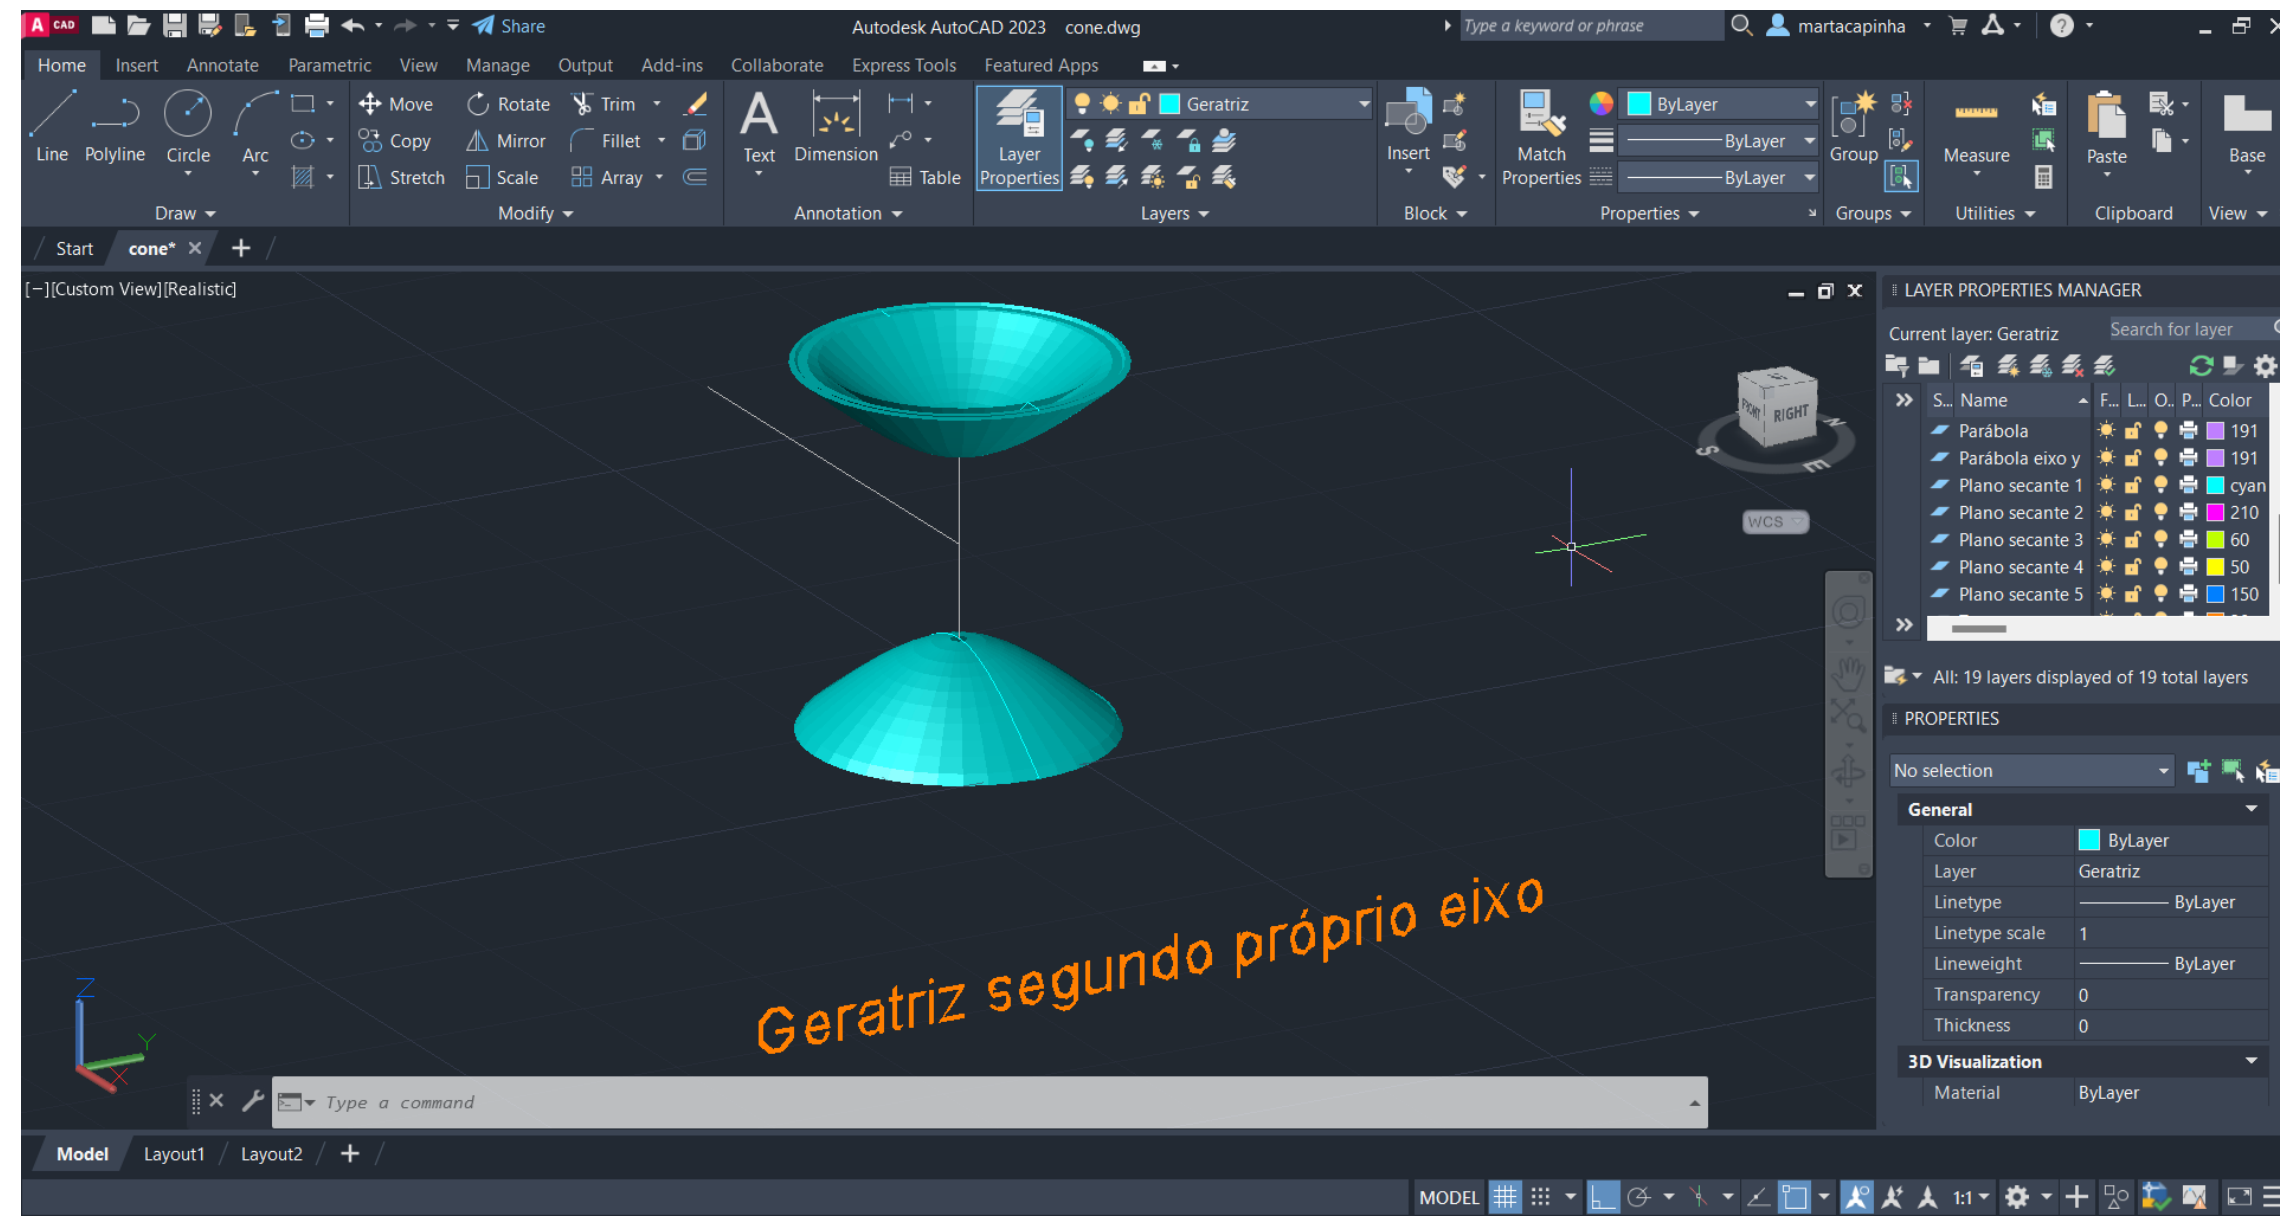 A CAD Share Autodesk AutoCAD 2023 cone.dwg Type a keyword or phrase martacapinha
Home Insert Annotate Parametric View Manage Output Add-ins Collaborate Express Tools Featured Apps
Move Rotate Trim Geratriz ByLayer
Copy Mirror Fillet ByLayer
Line Polyline Circle Arc Text Dimension Layer Insert Match Group Measure Paste Base
Stretch Scale Array Table Properties Properties ByLayer
Draw Modify Annotation Layers Block Properties Groups Utilities Clipboard View
Start cone*
[−][Custom View][Realistic]
LAYER PROPERTIES MANAGER
Current layer: Geratriz Search for layer
S... Name F... L... O.. P... Color
Parábola 191
Parábola eixo y 191
Plano secante 1 cyan
Plano secante 2 210
Plano secante 3 60
Plano secante 4 50
Plano secante 5 150
All: 19 layers displayed of 19 total layers
FRONT RIGHT
S E N
WCS
PROPERTIES
No selection
General
Color ByLayer
Layer Geratriz
Linetype ByLayer
Linetype scale 1
Lineweight ByLayer
Transparency 0
Thickness 0
3D Visualization
Material ByLayer
Geratriz segundo próprio eixo
Z
Y
X
Type a command
Model Layout1 Layout2
MODEL 1:1